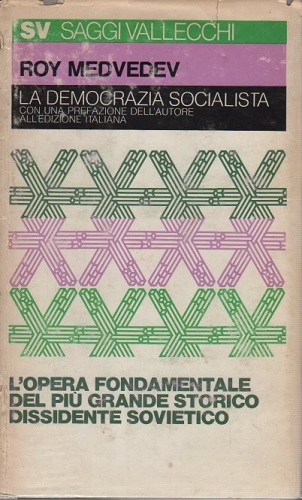 SV SAGGI VALLECCHI
ROY MEDVEDEV
LA DEMOCRAZIA SOCIALISTA
CON UNA PREFAZIONE DELL'AUTORE
ALL'EDIZIONE ITALIANA
L'OPERA FONDAMENTALE
DEL PIÙ GRANDE STORICO
DISSIDENTE SOVIETICO